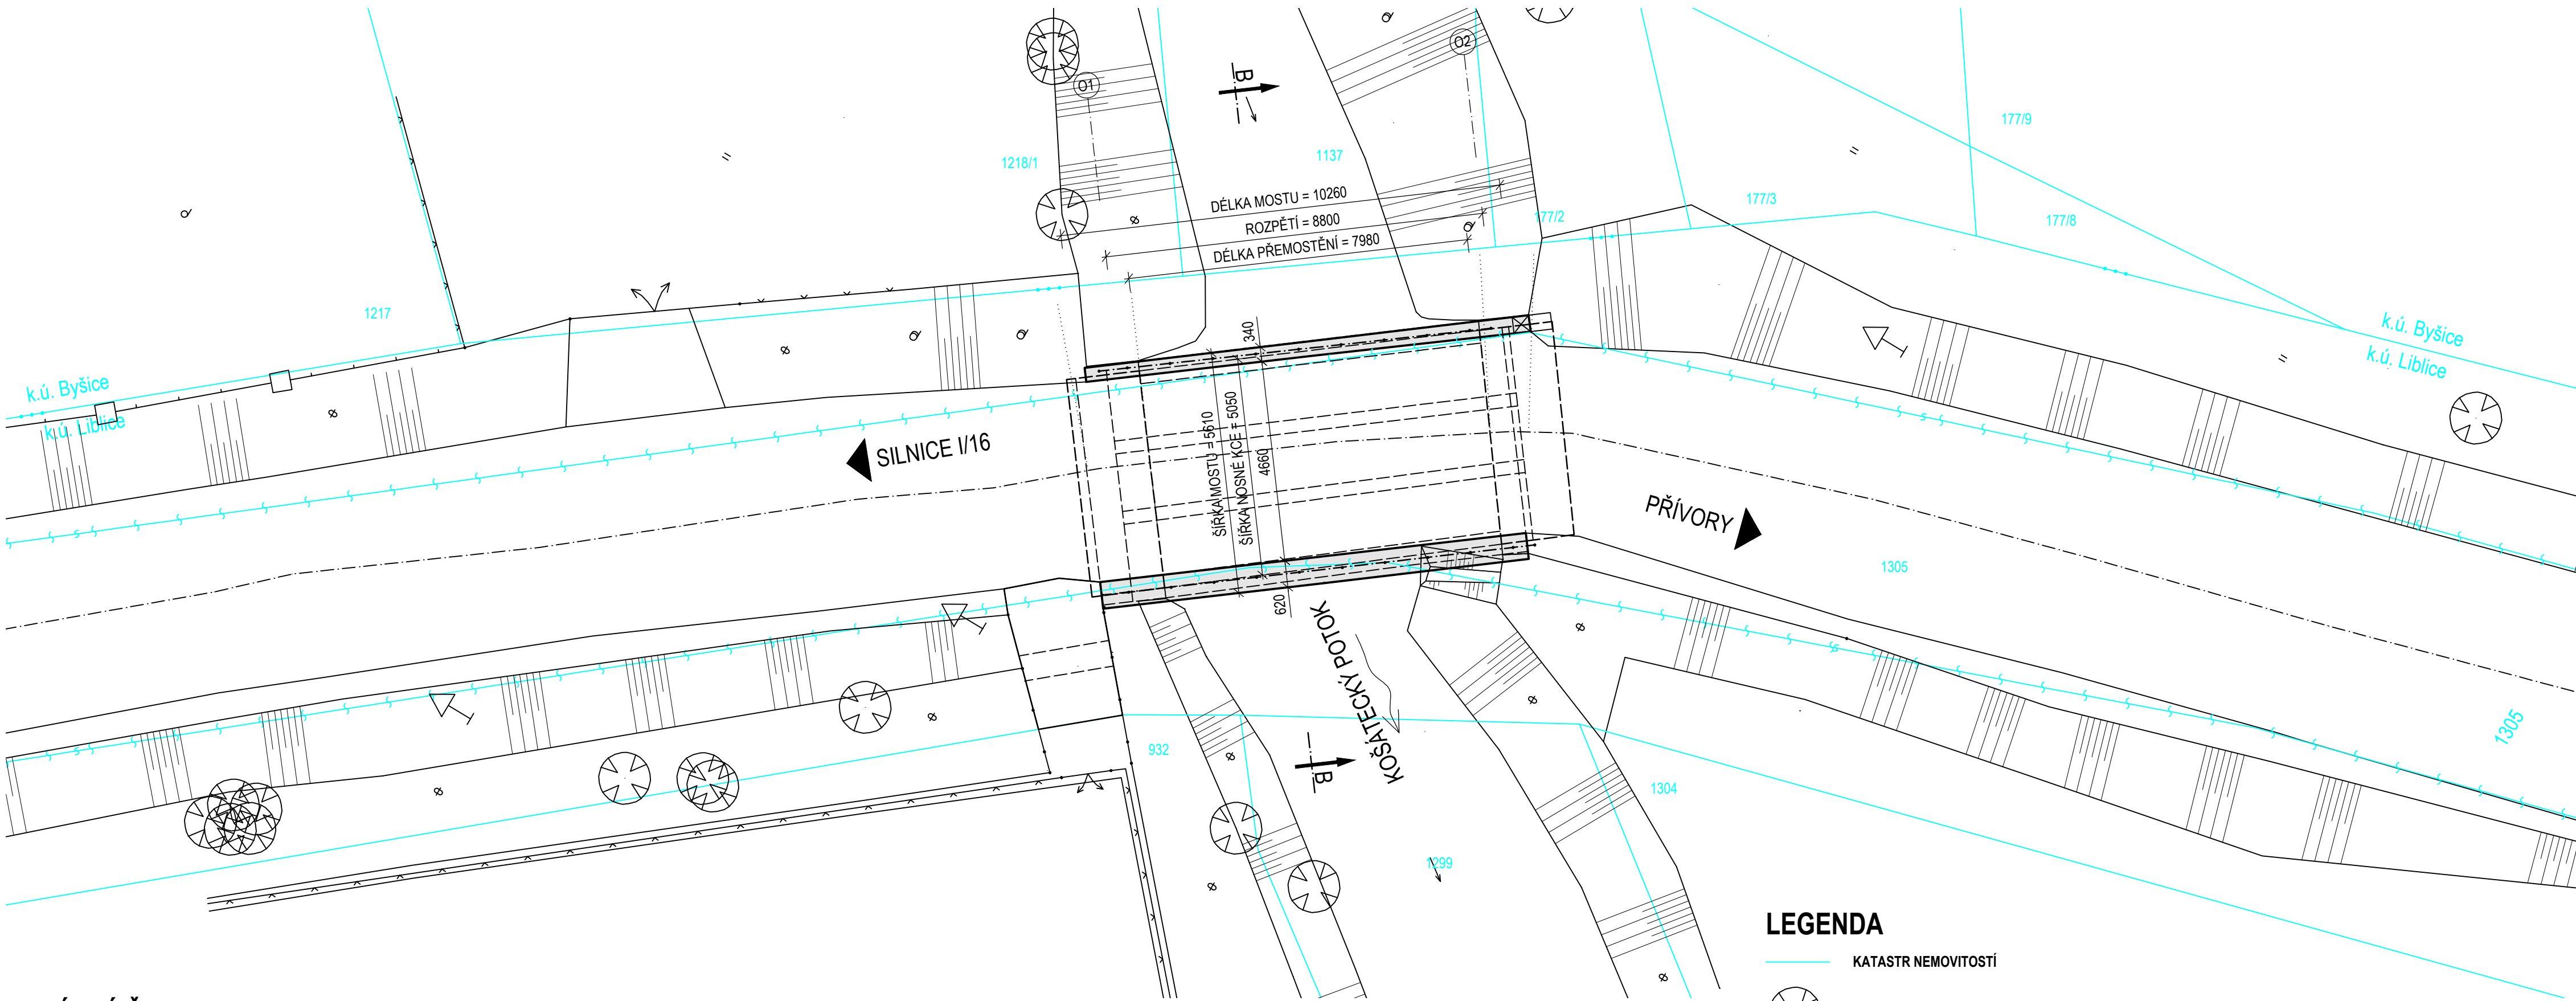 O2
O1
B
177/9
1218/1
1137
DÉLKA MOSTU = 10260
ROZPĚTÍ = 8800
DÉLKA PŘEMOSTĚNÍ = 7980
177/2
177/3
177/8
1217
340
k.ú. Byšice
k.ú. Liblice
k.ú. Byšice
k.ú. Liblice
SILNICE I/16
ŠÍŘKA MOSTU = 5610
ŠÍŘKA NOSNÉ KCE = 5050
4660
PŘÍVORY
1305
620
KOŠÁTECKÝ POTOK
932
B
1304
1305
1299
LEGENDA
KATASTR NEMOVITOSTÍ